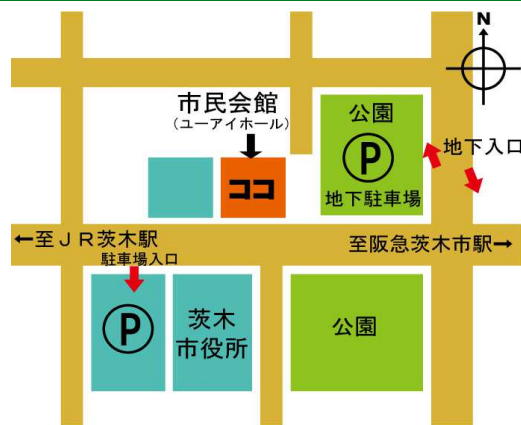 N
市民会館
(ユーアイホール)
公園
P
地下駐車場
地下入口
ココ
←至JR茨木駅
駐車場入口
至阪急茨木市駅→
P
茨木
市役所
公園